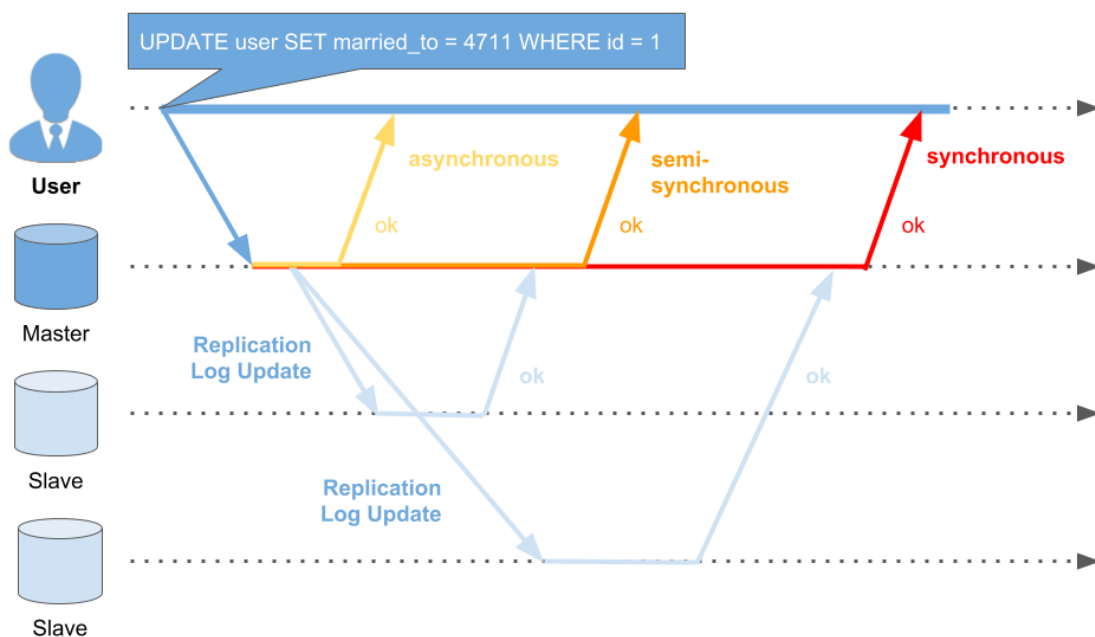 UPDATE user SET married_to = 4711 WHERE id = 1
User
asynchronous
ok
semi-
synchronous
ok
synchronous
ok
Master
Replication
Log Update
ok
ok
Slave
Replication
Log Update
Slave